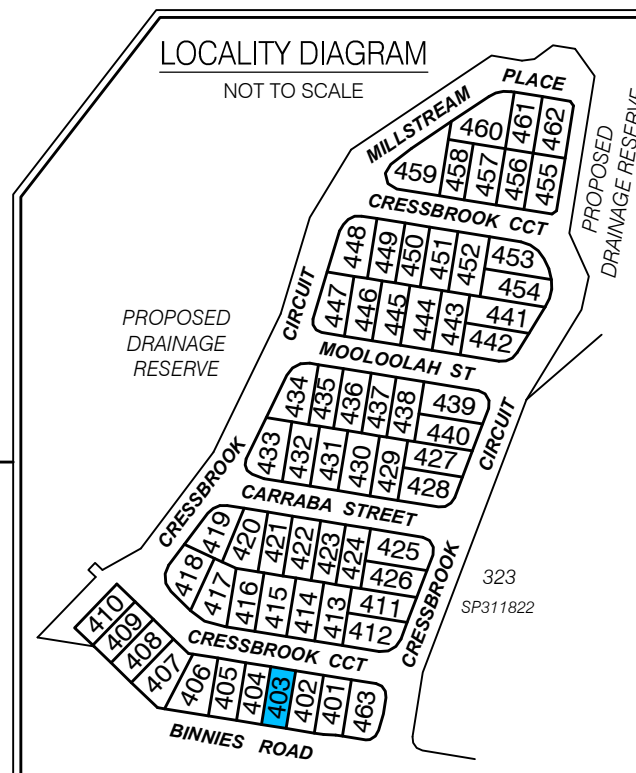 LOCALITY DIAGRAM
NOT TO SCALE
MILLSTREAM PLACE
460 461 462
459 458 457 456 455
PROPOSED
DRAINAGE RESERVE
CRESSBROOK CCT
448 449 450 451 452 453
454
447 446 445 444 443 441
442
CIRCUIT
PROPOSED
DRAINAGE
RESERVE
MOOLOOLAH ST
434 435 436 437 438 439
440
433 432 431 430 429 427
428
CIRCUIT
CRESSBROOK
CARRABA STREET
419 420 421 422 423 424 425
426
418 417 416 415 414 413 411
412
CRESSBROOK
323
SP311822
CRESSBROOK CCT
410 409 408 407 406 405 404 403 402 401 463
BINNIES ROAD